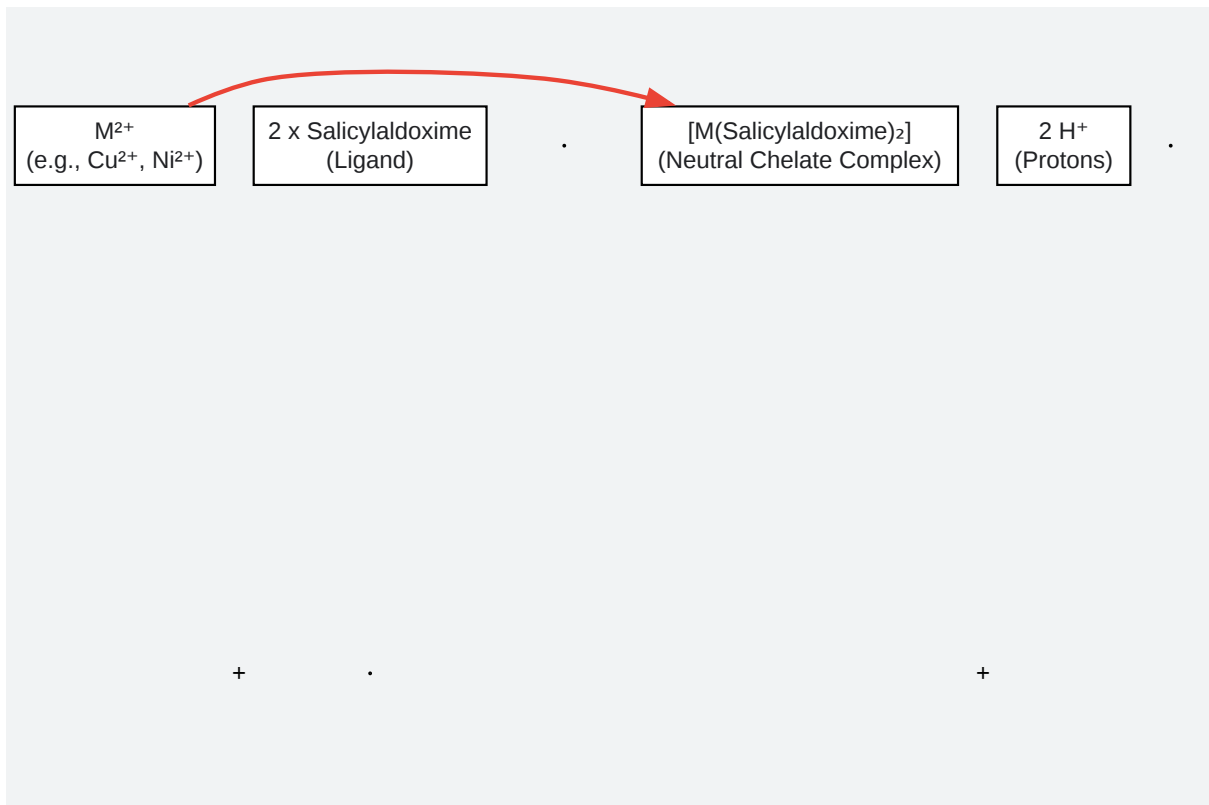 M²⁺
(e.g., Cu²⁺, Ni²⁺)
2 x Salicylaldoxime
(Ligand)
.
[M(Salicylaldoxime)₂]
(Neutral Chelate Complex)
2 H⁺
(Protons)
.
+
.
+